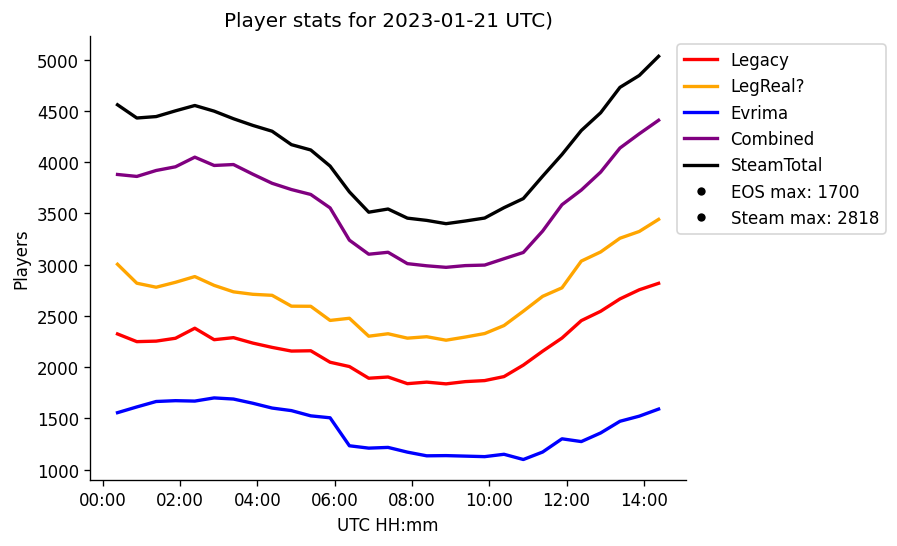 Player stats for 2023-01-21 UTC)
Players
5000
4500
4000
3500
3000
2500
2000
1500
1000
00:00 02:00 04:00 06:00 08:00 10:00 12:00 14:00
UTC HH:mm
Legacy
LegReal?
Evrima
Combined
SteamTotal
EOS max: 1700
Steam max: 2818